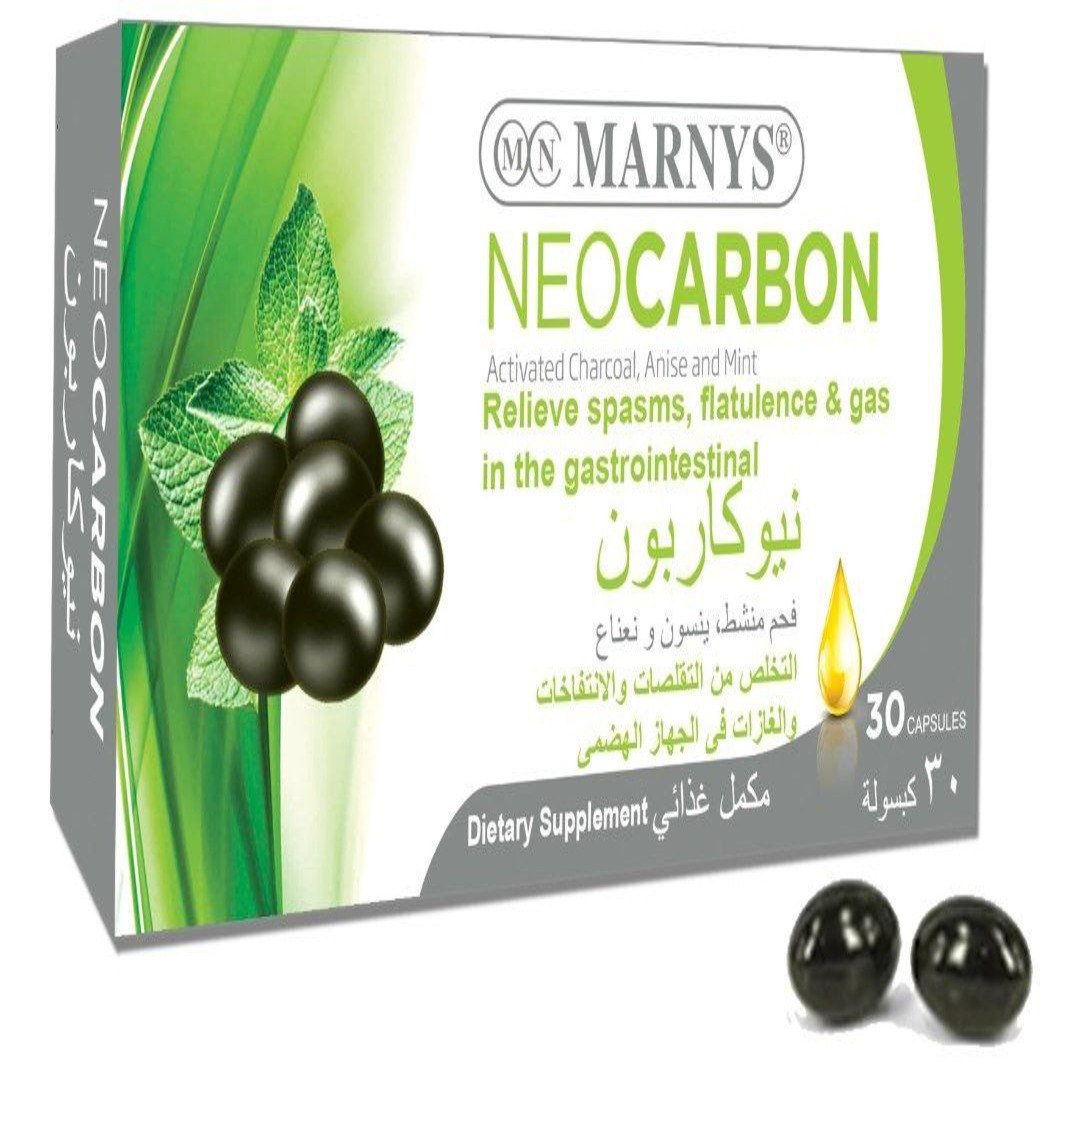 MN MARNYS®
NEOCARBON
Activated Charcoal, Anise and Mint
Relieve spasms, flatulence & gas
in the gastrointestinal
نيوكاربون
فحم منشط، ينسون و نعناع
التخلص من التقلصات والانتفاخات
والغازات فى الجهاز الهضمى
30 CAPSULES
٣٠ كبسولة
Dietary Supplement مكمل غذائي
NEOCARBON
نيوكاربون